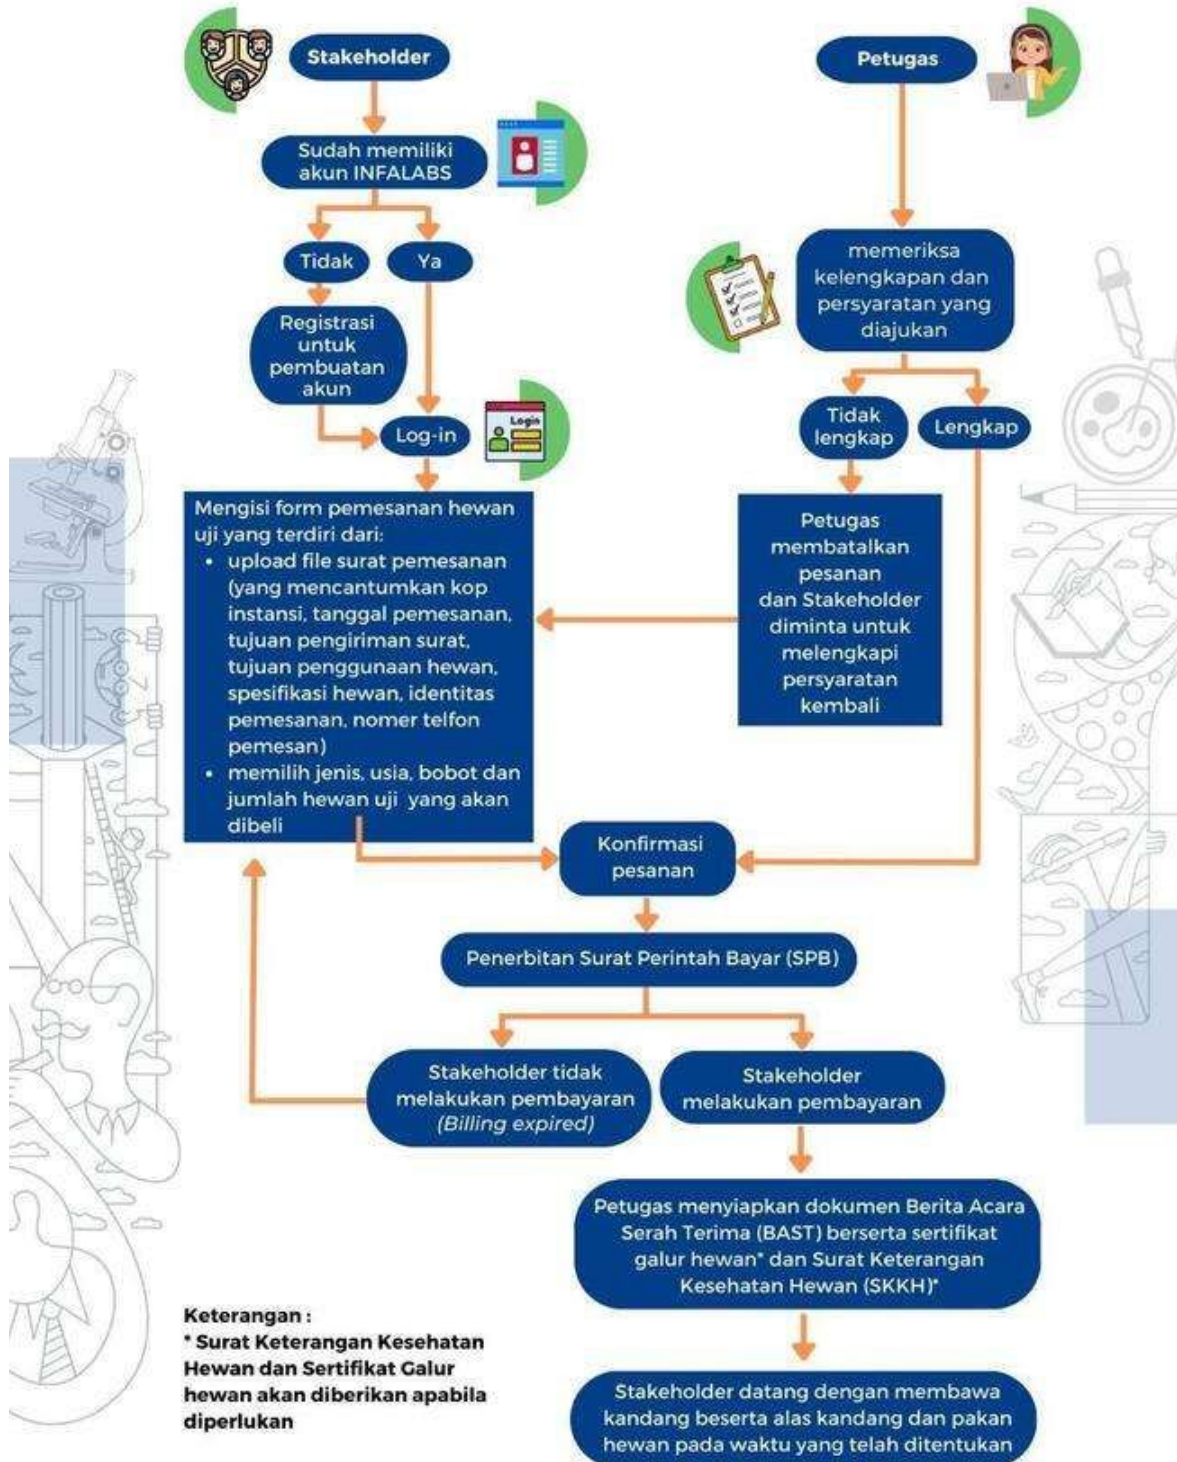 Stakeholder
Petugas
Sudah memiliki
akun INFALABS
Tidak
Ya
Registrasi
untuk
pembuatan
akun
Login
Log-in
memeriksa
kelengkapan dan
persyaratan yang
diajukan
Tidak
lengkap
Lengkap
Mengisi form pemesanan hewan
uji yang terdiri dari:
• upload file surat pemesanan
(yang mencantumkan kop
instansi, tanggal pemesanan,
tujuan pengiriman surat,
tujuan penggunaan hewan,
spesifikasi hewan, identitas
pemesanan, nomer telfon
pemesan)
• memilih jenis, usia, bobot dan
jumlah hewan uji yang akan
dibeli
Petugas
membatalkan
pesanan
dan Stakeholder
diminta untuk
melengkapi
persyaratan
kembali
Konfirmasi
pesanan
Penerbitan Surat Perintah Bayar (SPB)
Stakeholder tidak
melakukan pembayaran
(Billing expired)
Stakeholder
melakukan pembayaran
Petugas menyiapkan dokumen Berita Acara
Serah Terima (BAST) berserta sertifikat
galur hewan* dan Surat Keterangan
Kesehatan Hewan (SKKH)*
Stakeholder datang dengan membawa
kandang beserta alas kandang dan pakan
hewan pada waktu yang telah ditentukan
Keterangan :
* Surat Keterangan Kesehatan
Hewan dan Sertifikat Galur
hewan akan diberikan apabila
diperlukan